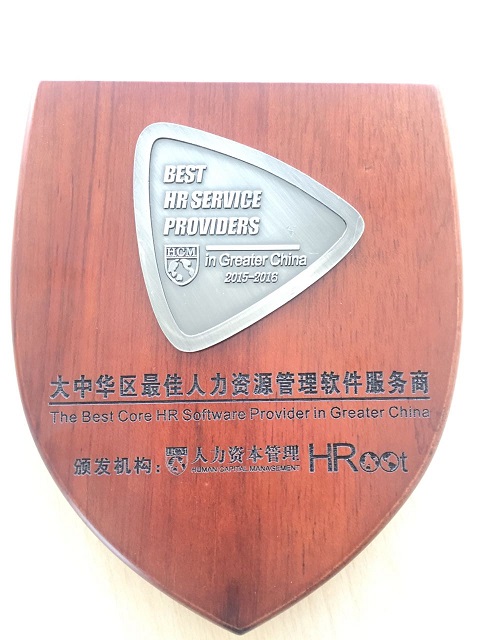 BEST
HR SERVICE
PROVIDERS
HCM
in Greater China
2015-2016
大中华区最佳人力资源管理软件服务商
The Best Core HR Software Provider in Greater China
颁发机构：HCM 人力资本管理 HRoot
HUMAN CAPITAL MANAGEMENT